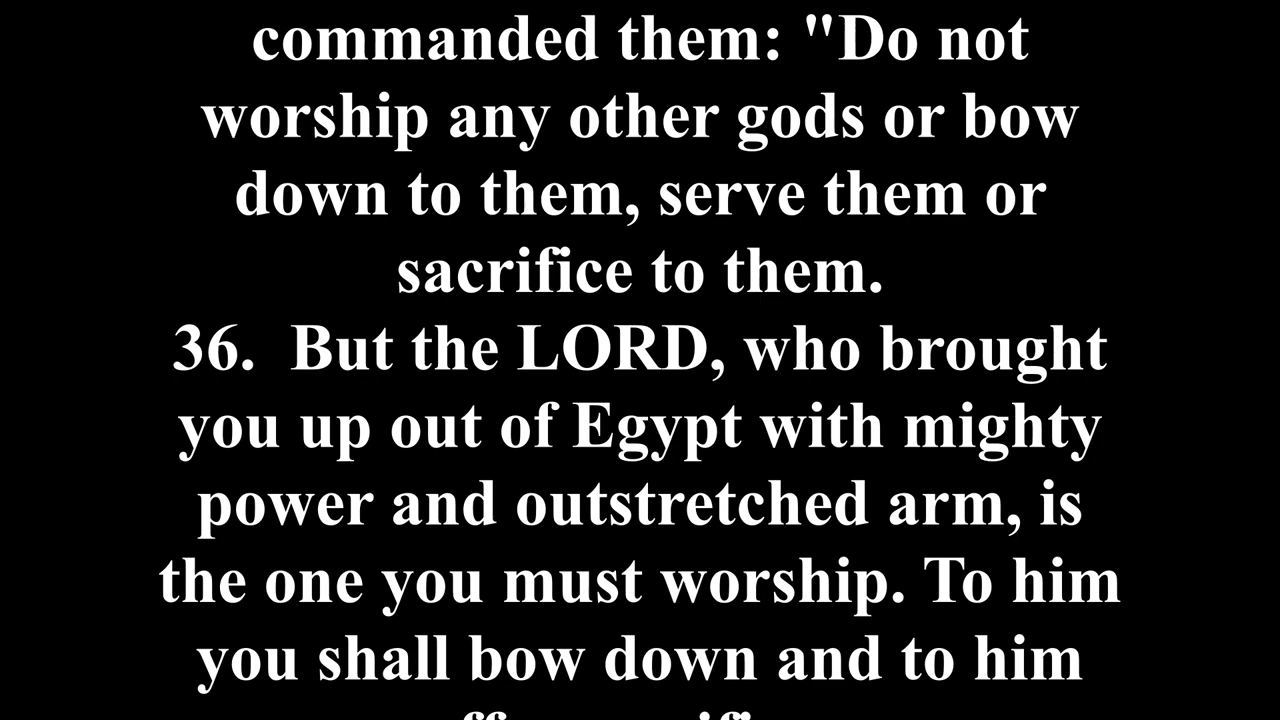 commanded them: "Do not
worship any other gods or bow
down to them, serve them or
sacrifice to them.
36. But the LORD, who brought
you up out of Egypt with mighty
power and outstretched arm, is
the one you must worship. To him
you shall bow down and to him